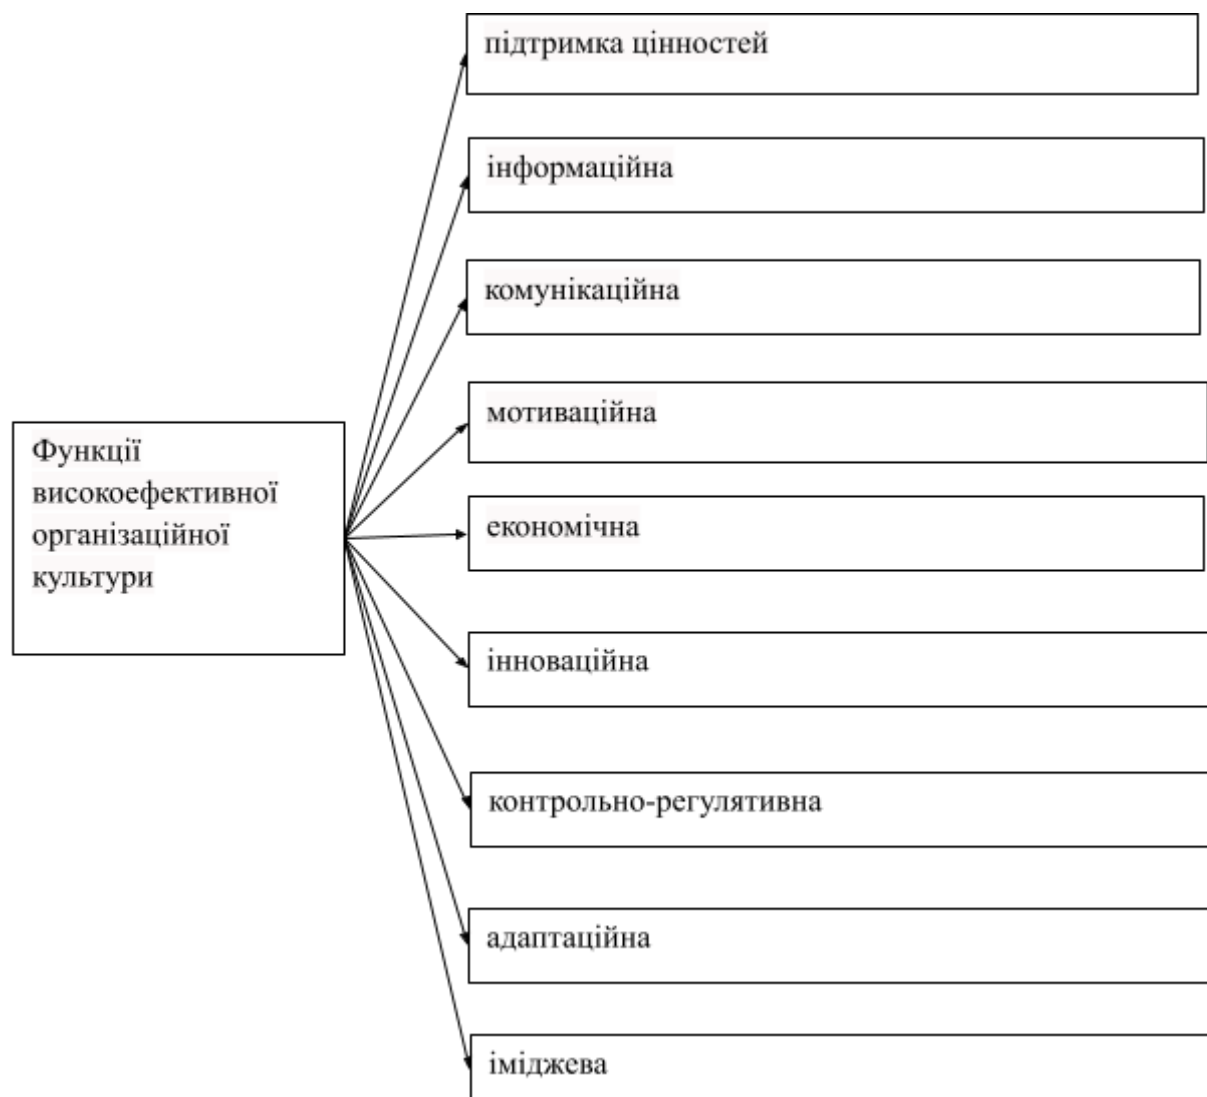 підтримка цінностей
інформаційна
комунікаційна
мотиваційна
Функції
високоефективної
організаційної
культури
економічна
інноваційна
контрольно-регулятивна
адаптаційна
іміджева